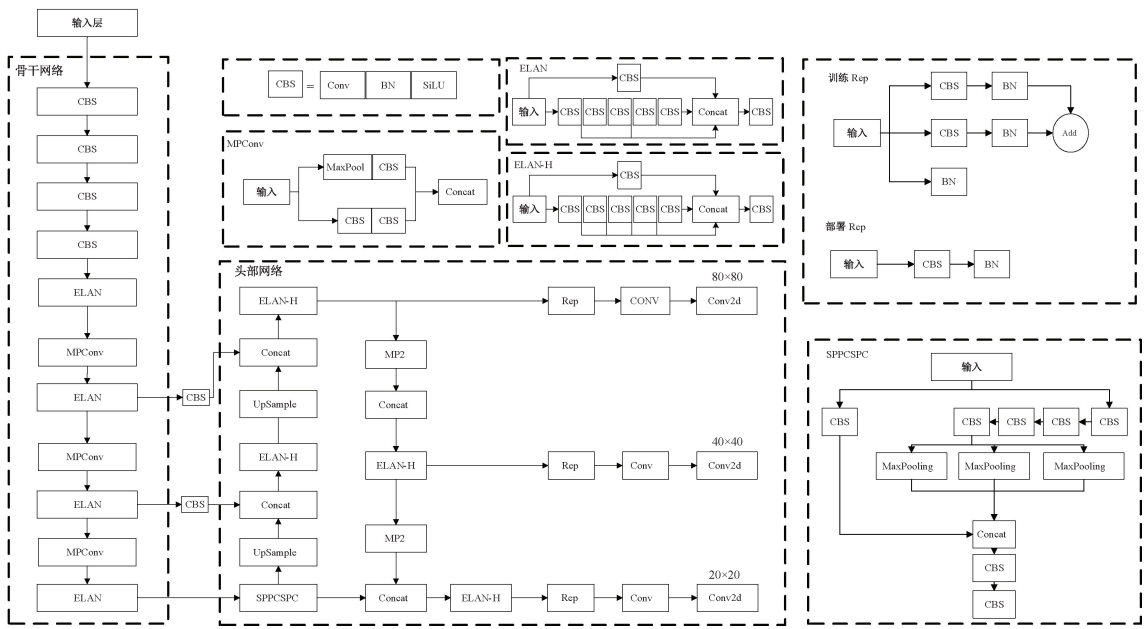 输入层
骨干网络
CBS
CBS
CBS
CBS
ELAN
MPConv
ELAN
MPConv
ELAN
MPConv
ELAN
CBS
CBS
CBS = Conv BN SiLU
MPConv
输入
MaxPool CBS
CBS CBS
Concat
ELAN
CBS
输入 CBS CBS CBS CBS CBS Concat CBS
ELAN-H
CBS
输入 CBS CBS CBS CBS CBS Concat CBS
训练 Rep
CBS BN
输入 CBS BN Add
BN
部署 Rep
输入 CBS BN
头部网络
80×80
ELAN-H Rep CONV Conv2d
Concat MP2
UpSample Concat
40×40
ELAN-H ELAN-H Rep Conv Conv2d
Concat
UpSample MP2
20×20
SPPCSPC Concat ELAN-H Rep Conv Conv2d
SPPCSPC
输入
CBS CBS CBS CBS CBS
MaxPooling MaxPooling MaxPooling
Concat
CBS
CBS